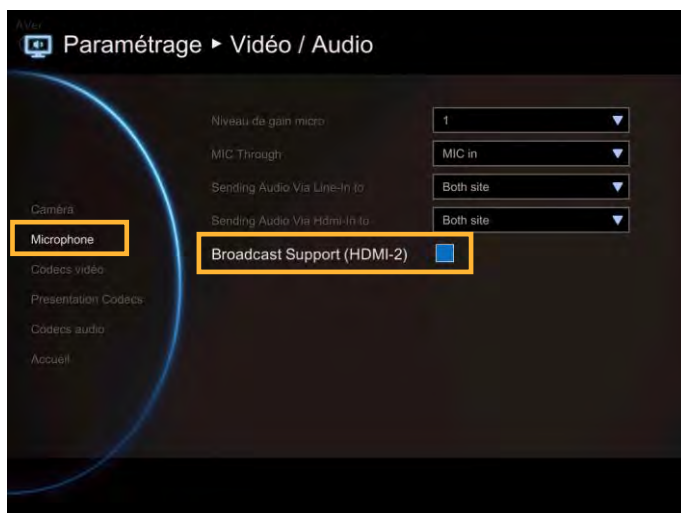 AVer
Paramétrage ► Vidéo / Audio
Niveau de gain micro 1
MIC Through MIC in
Sending Audio Via Line-In to Both site
Sending Audio Via Hdmi-In to Both site
Broadcast Support (HDMI-2)
Caméra
Microphone
Codecs vidéo
Presentation Codecs
Codecs audio
Accueil